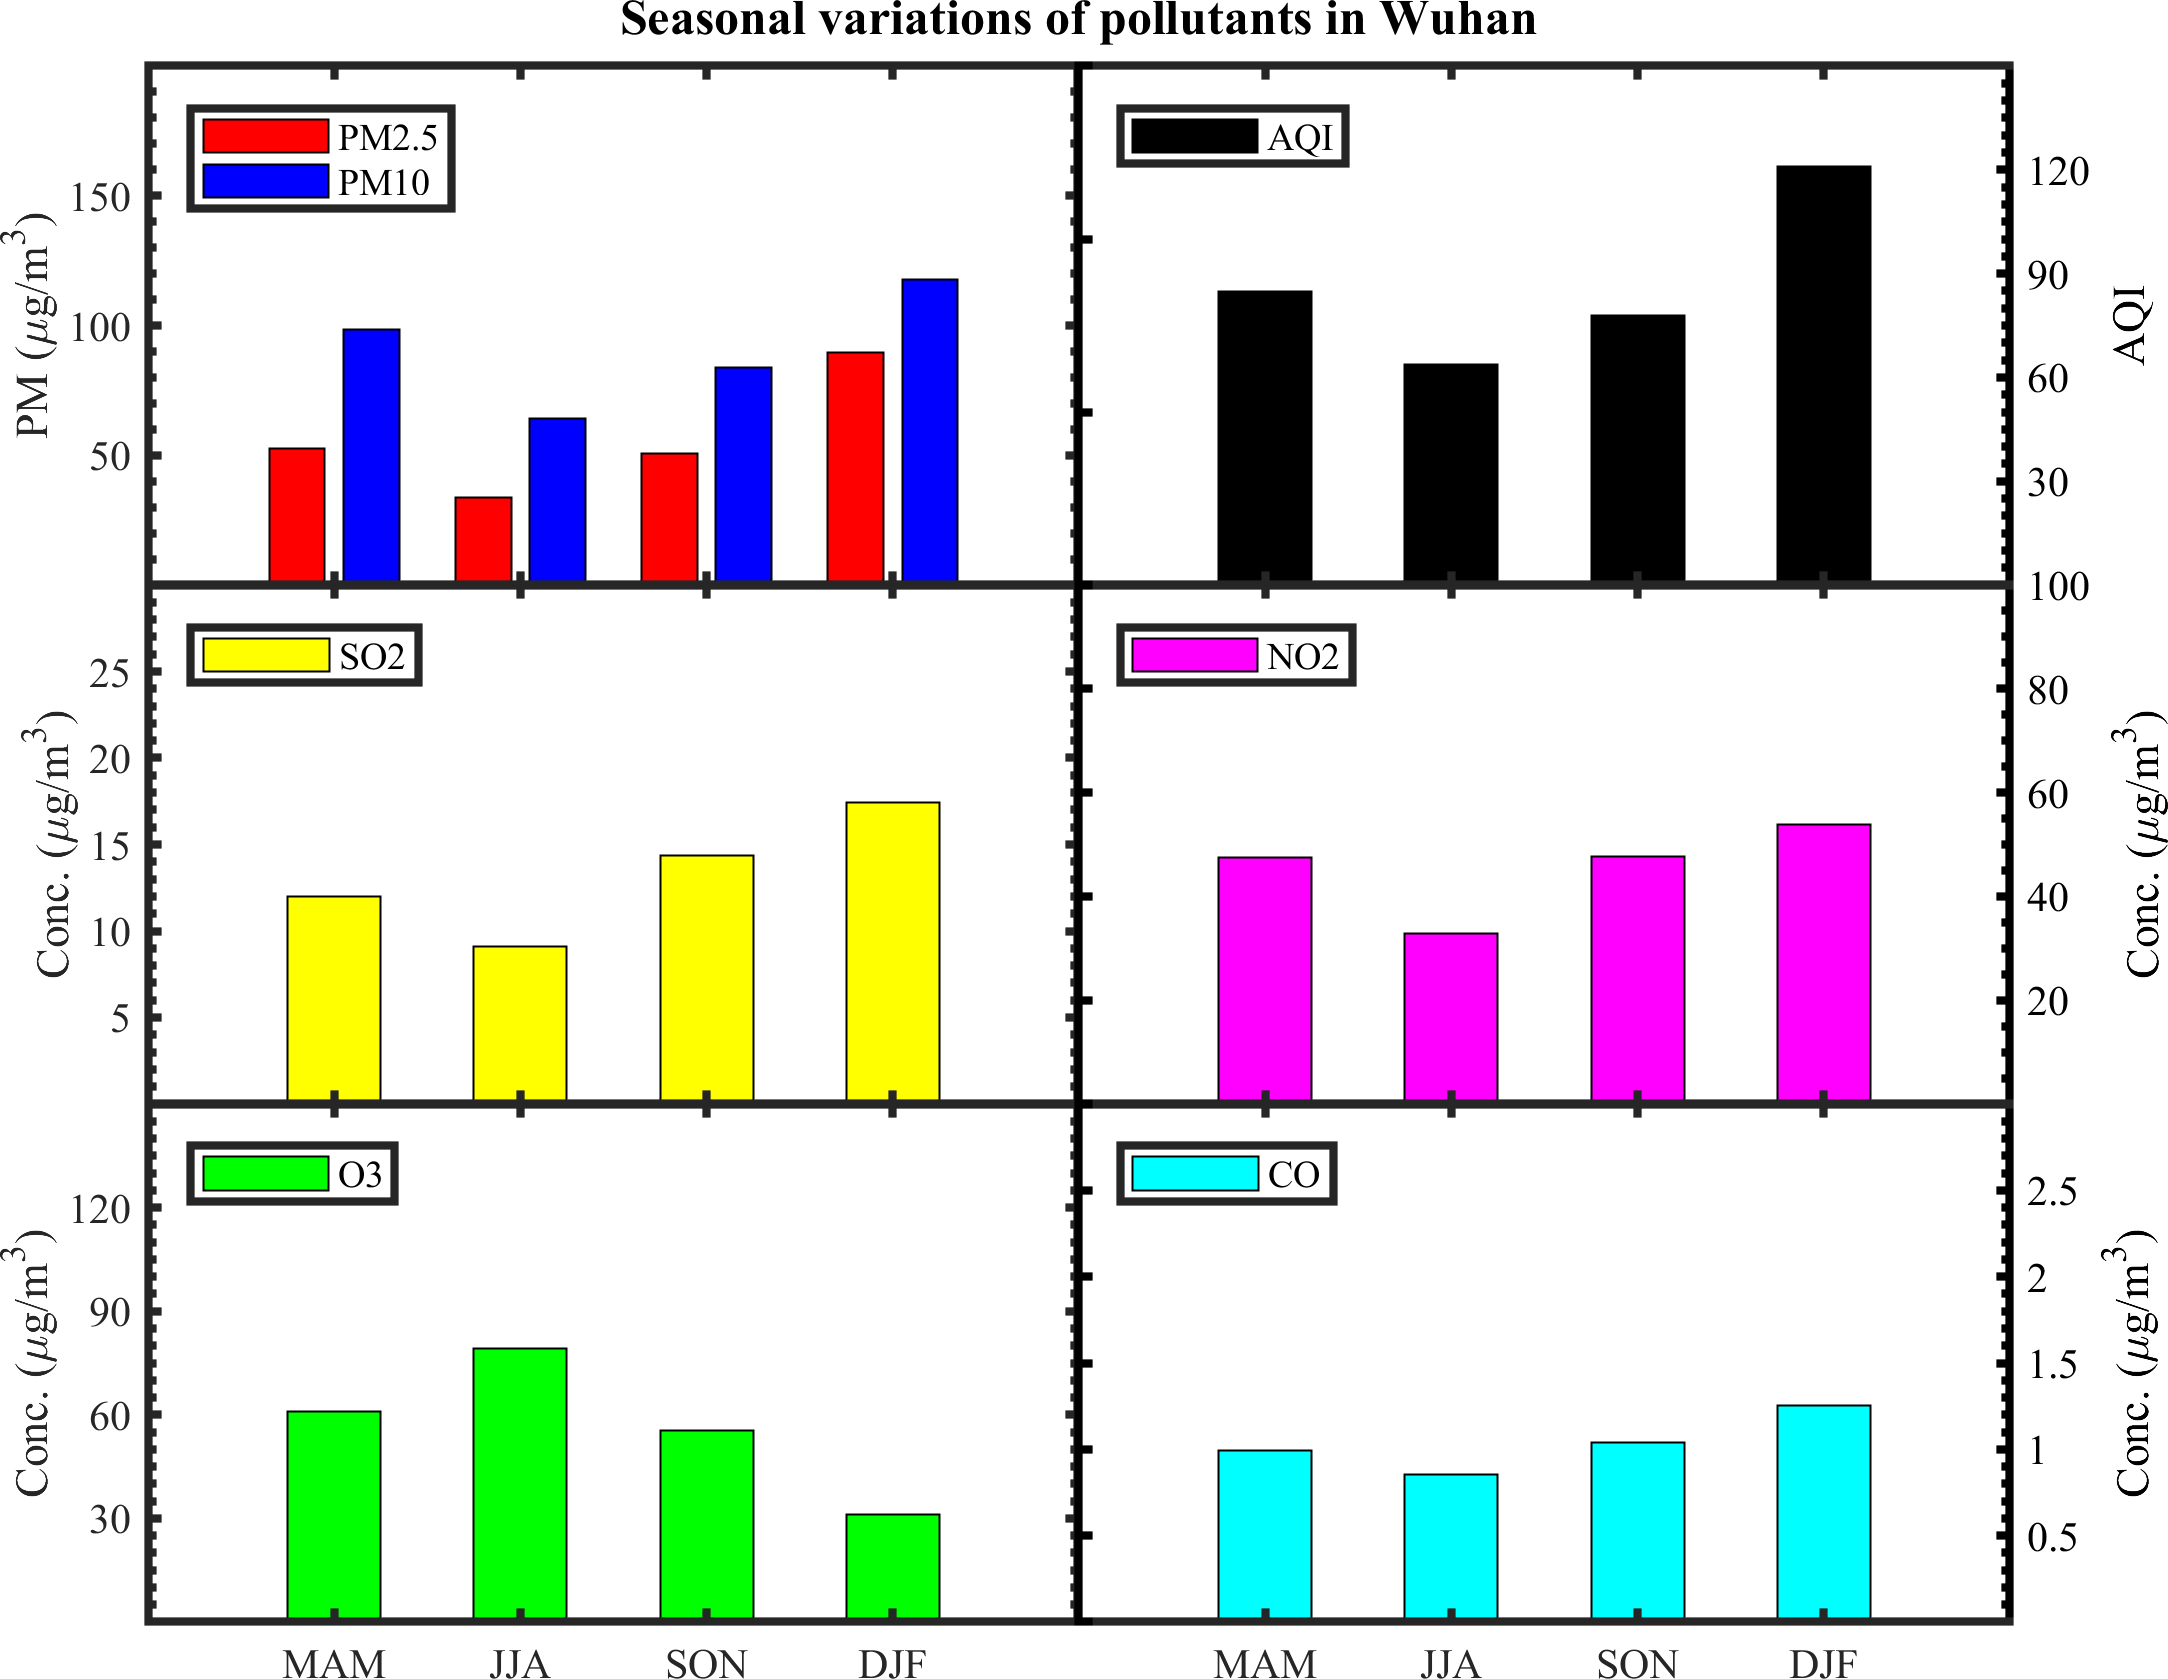 Seasonal variations of pollutants in Wuhan
PM2.5
PM10
150
100
50
PM (μg/m³)
AQI
120
90
60
30
AQI
SO2
25
20
15
10
5
Conc. (μg/m³)
NO2
100
80
60
40
20
Conc. (μg/m³)
O3
120
90
60
30
Conc. (μg/m³)
MAM JJA SON DJF
CO
2.5
2
1.5
1
0.5
Conc. (μg/m³)
MAM JJA SON DJF